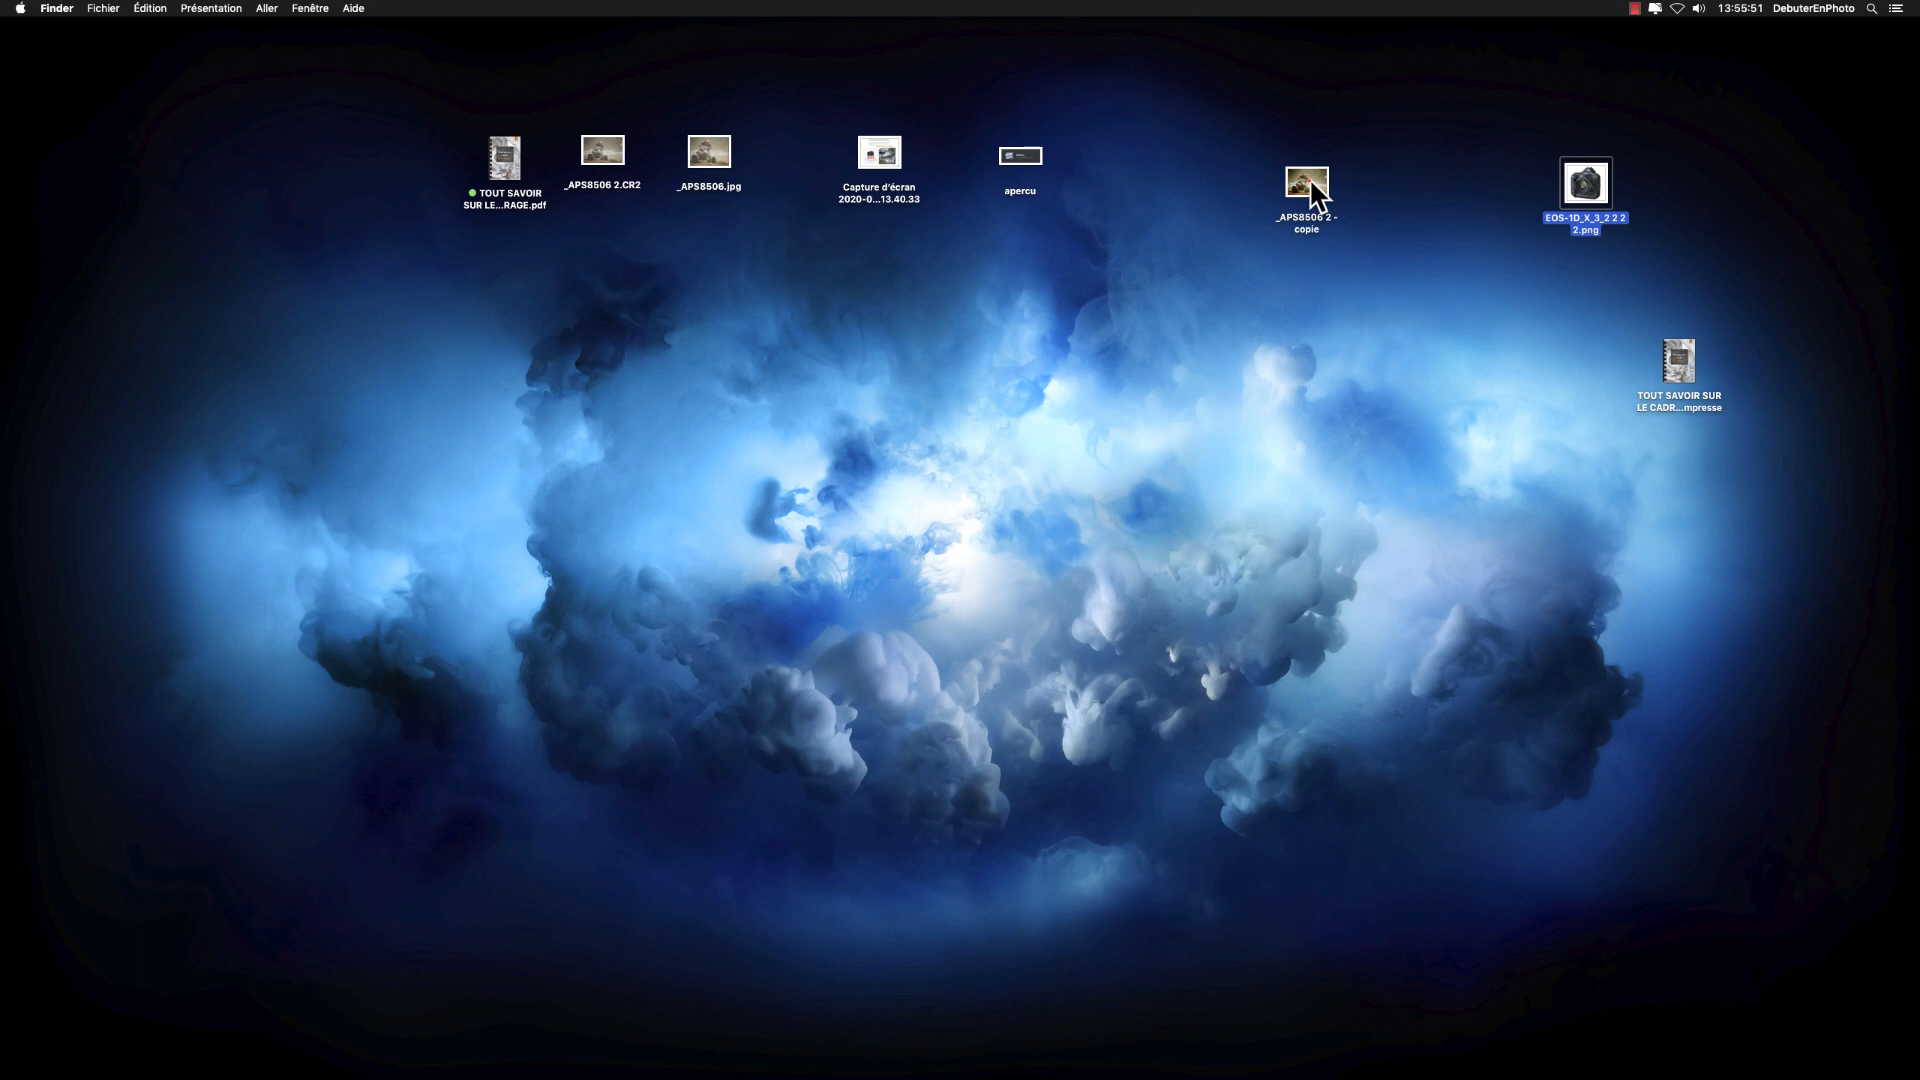 Finder Fichier Édition Présentation Aller Fenêtre Aide 13:55:51 DebuterEnPhoto
TOUT SAVOIR
SUR LE...RAGE.pdf
_APS8506 2.CR2
_APS8506.jpg
Capture d'écran
2020-0...13.40.33
apercu
_APS8506 2 -
copie
EOS-1D_X_3_2 2 2
2.png
TOUT SAVOIR SUR
LE CADR...mpresse